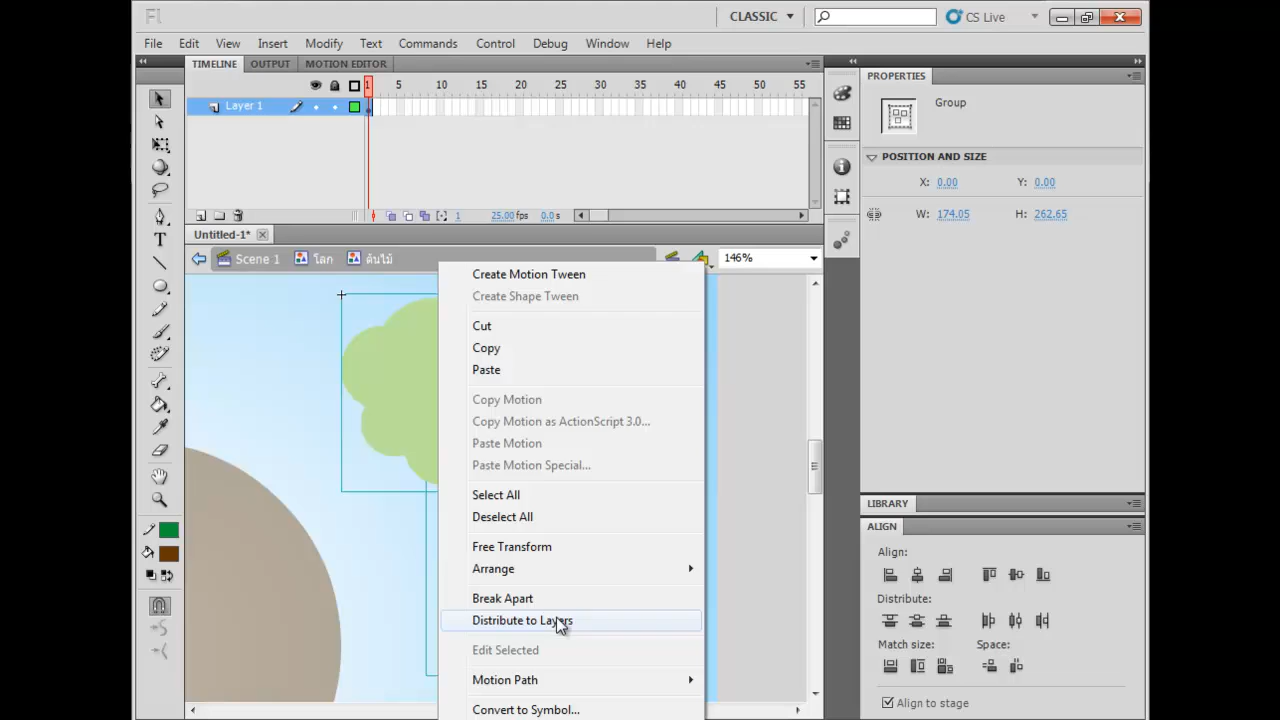 Fl
CLASSIC
CS Live
File Edit View Insert Modify Text Commands Control Debug Window Help
TIMELINE OUTPUT MOTION EDITOR
1 5 10 15 20 25 30 35 40 45 50 55
Layer 1
1 25.00 fps 0.0 s
Untitled-1*
Scene 1 โลก ต้นไม้ 146%
Create Motion Tween
Create Shape Tween
Cut
Copy
Paste
Copy Motion
Copy Motion as ActionScript 3.0...
Paste Motion
Paste Motion Special...
Select All
Deselect All
Free Transform
Arrange
Break Apart
Distribute to Layers
Edit Selected
Motion Path
Convert to Symbol...
PROPERTIES
Group
POSITION AND SIZE
X: 0.00 Y: 0.00
W: 174.05 H: 262.65
LIBRARY
ALIGN
Align:
Distribute:
Match size: Space:
Align to stage